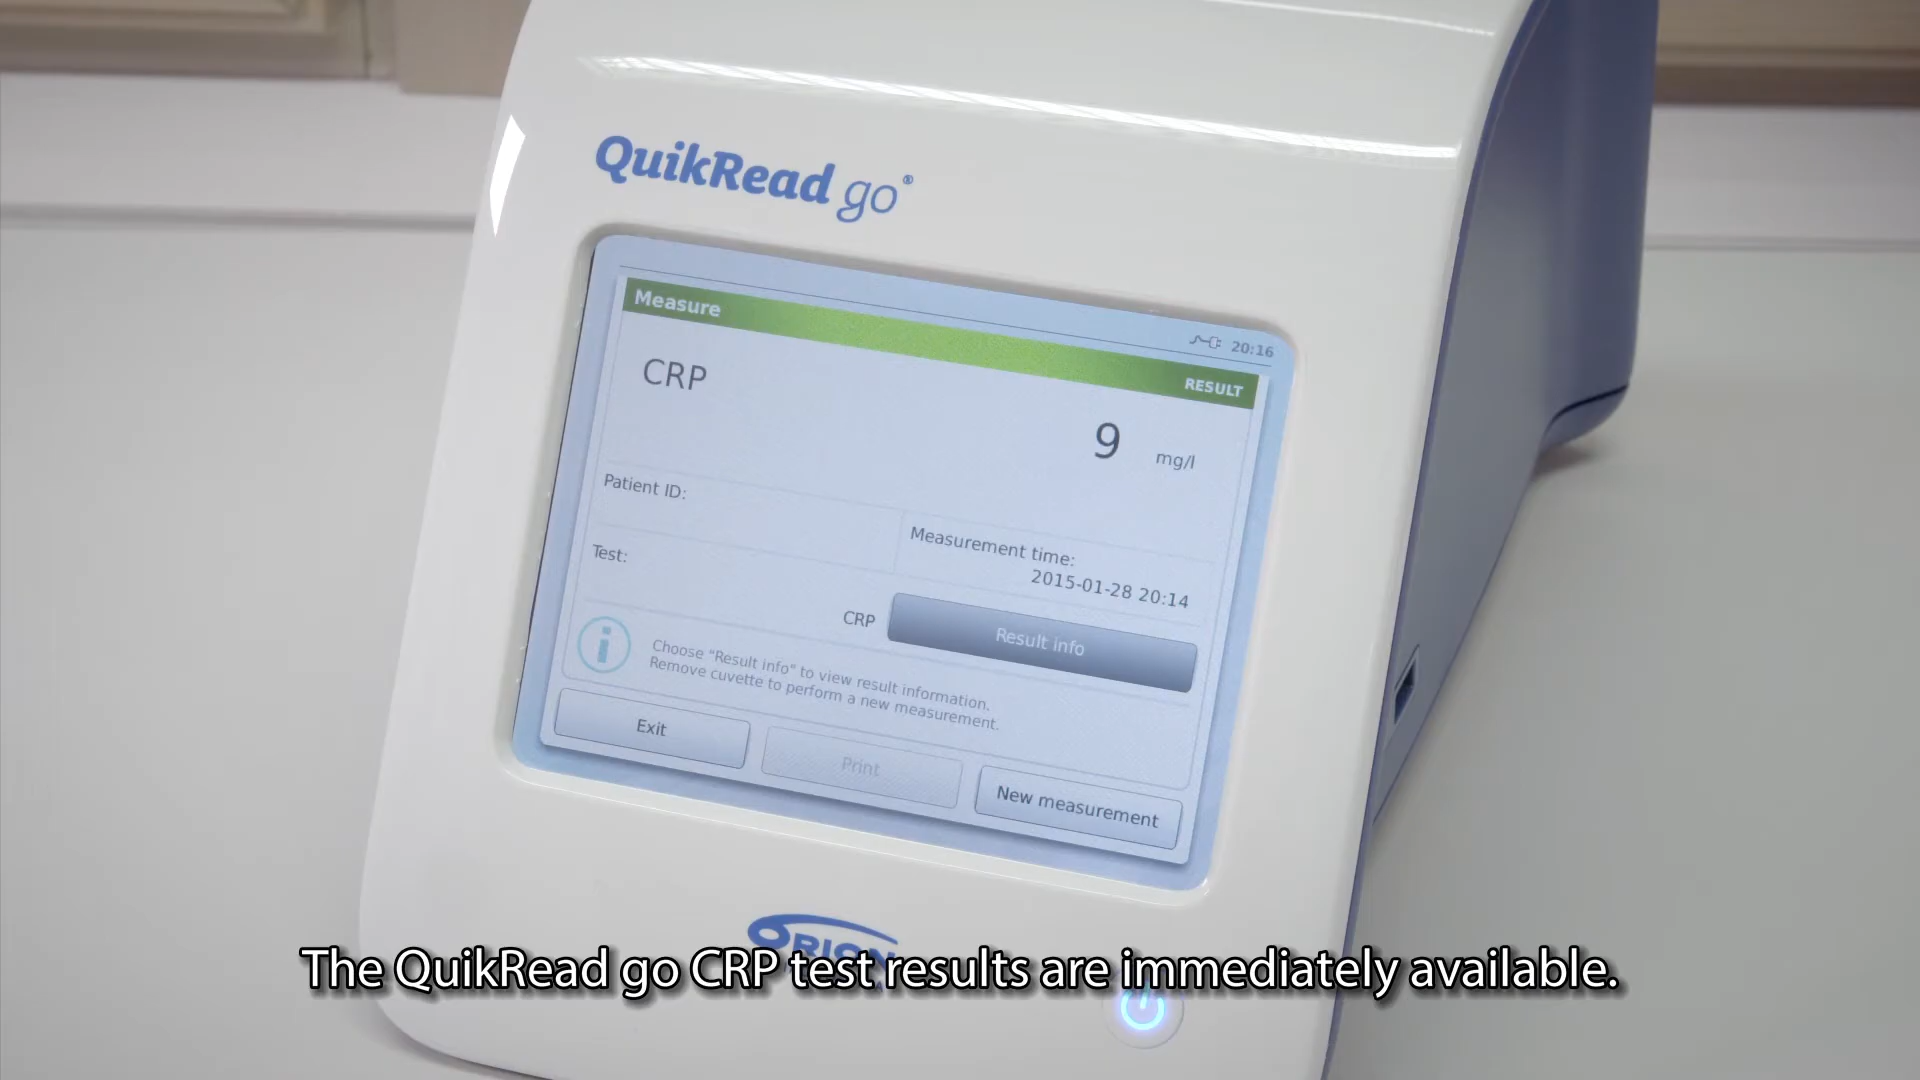 QuikRead go®
20:16
Measure
RESULT
CRP
9 mg/l
Patient ID:
Measurement time:
2015-01-28 20:14
Test:
CRP
Result info
Choose "Result info" to view result information.
Remove cuvette to perform a new measurement.
Exit
Print
New measurement
ORION
The QuikRead go CRP test results are immediately available.